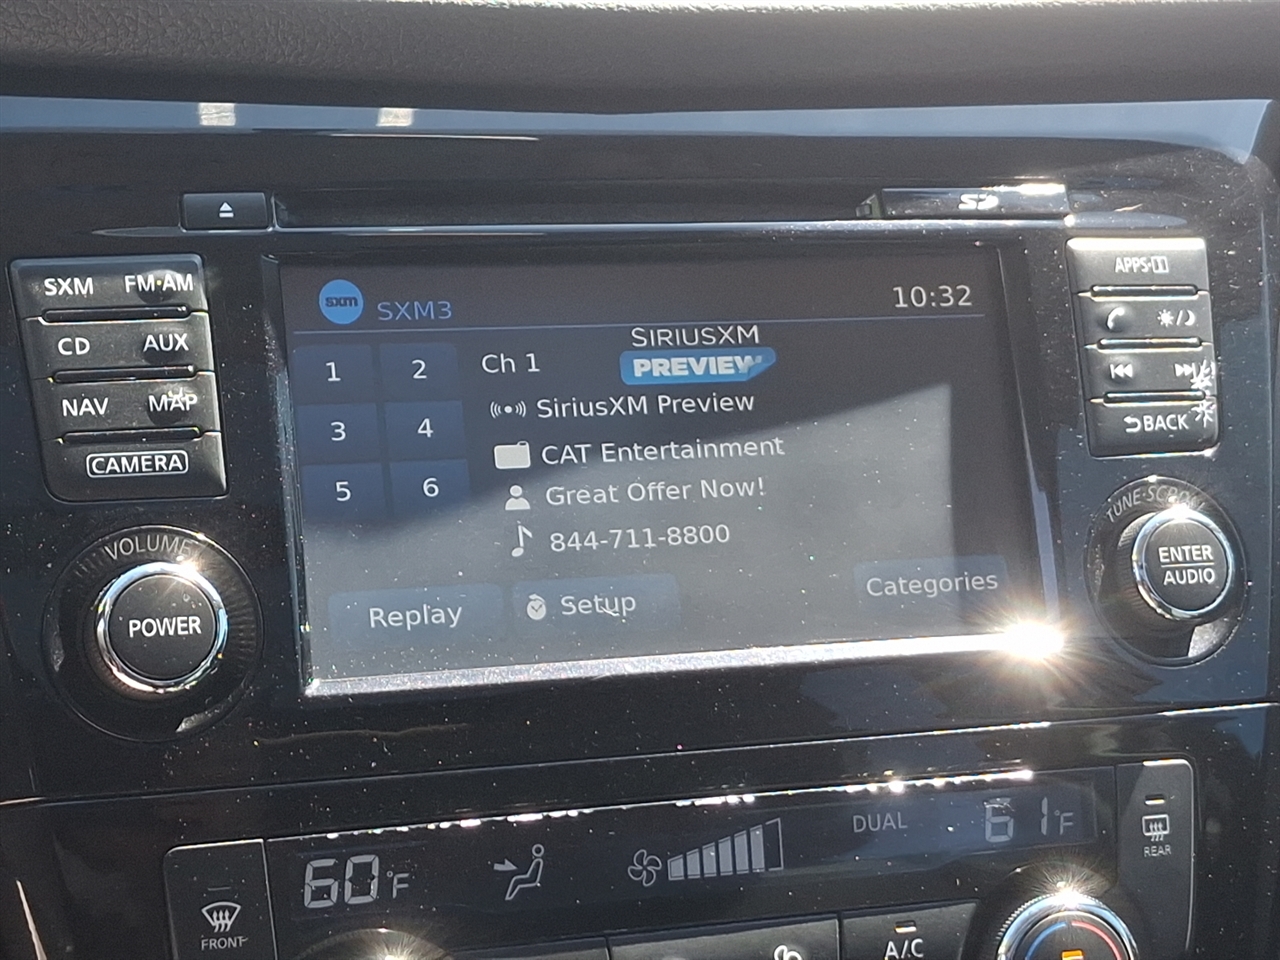 SD
SXM FM·AM
CD AUX
NAV MAP
CAMERA
VOLUME
POWER
sxm SXM3
10:32
1 2
3 4
5 6
SIRIUSXM
Ch 1 PREVIEW
SiriusXM Preview
CAT Entertainment
Great Offer Now!
844-711-8800
Replay
Setup
Categories
APPS·i
BACK
TUNE·SCROLL
ENTER
AUDIO
60°F
DUAL
61°F
FRONT
REAR
A/C